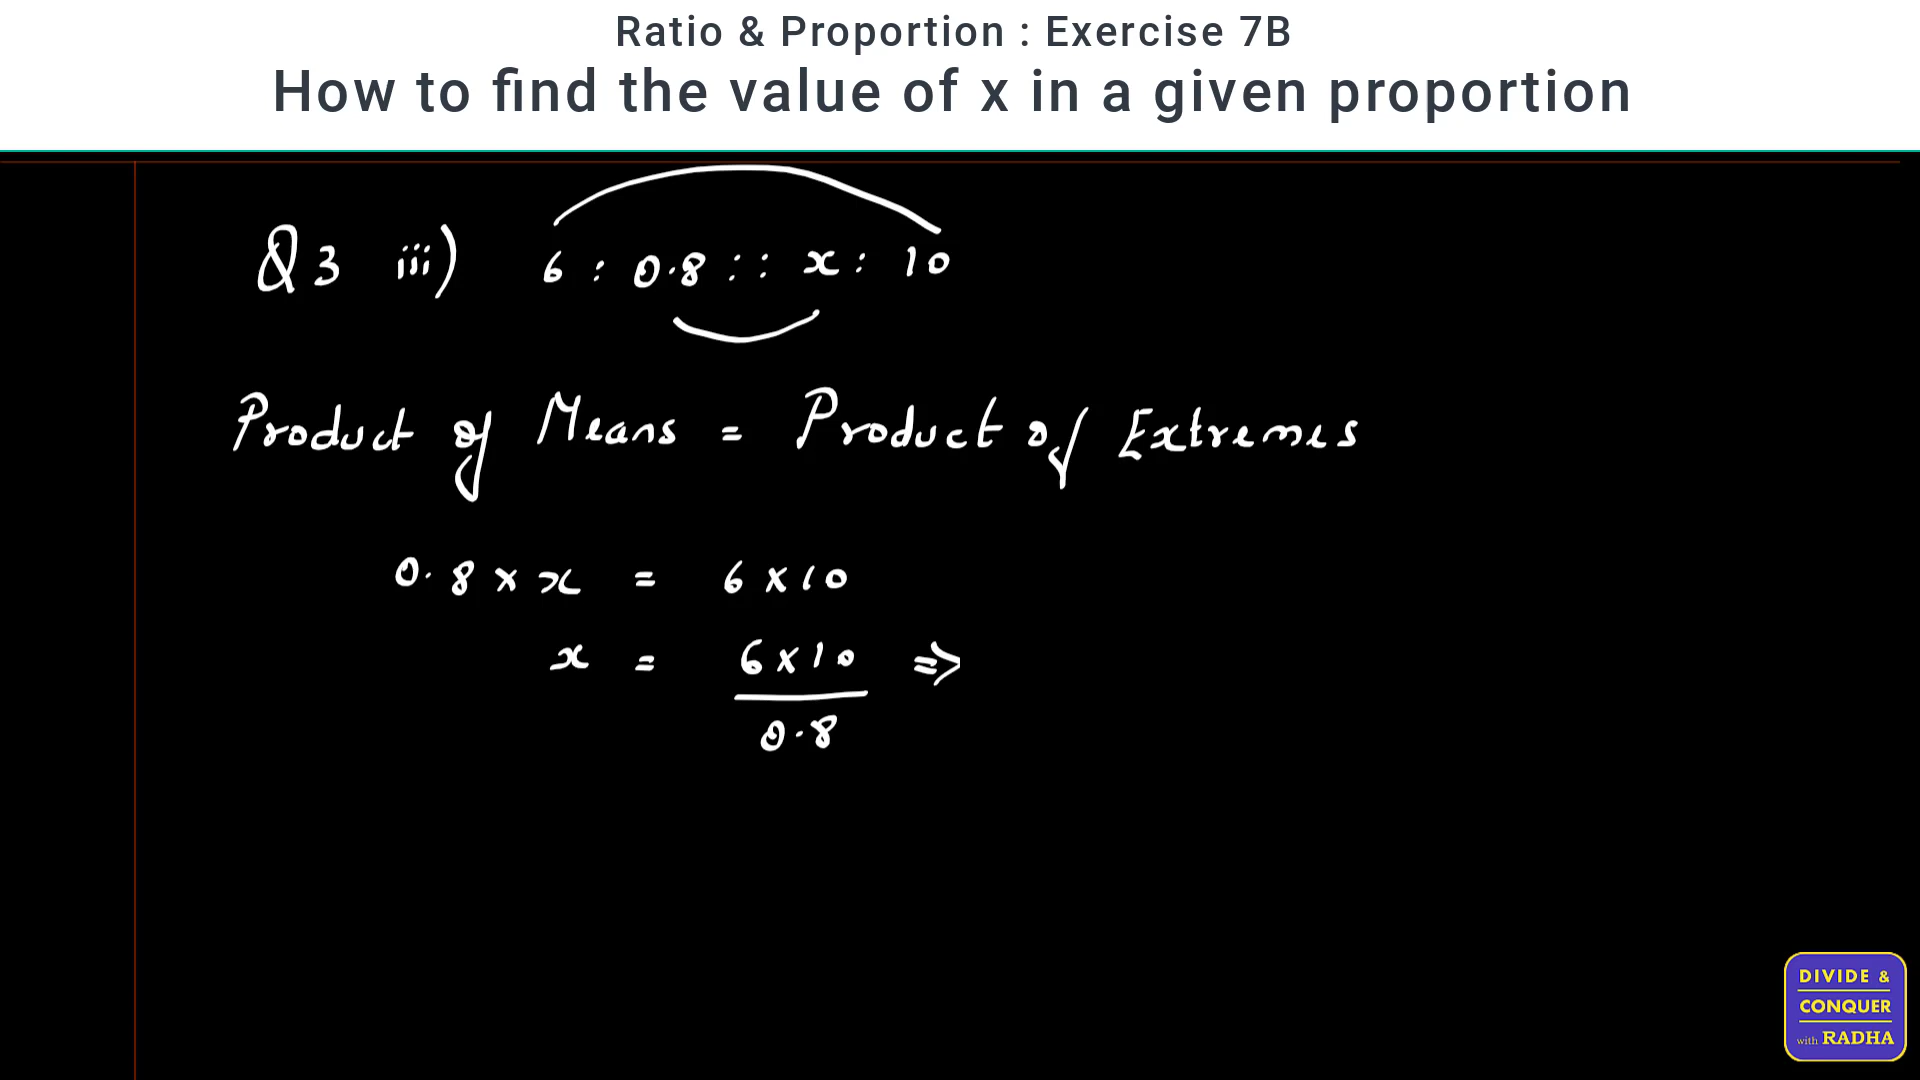 Ratio & Proportion : Exercise 7B
How to find the value of x in a given proportion
Q3 iii) 6 : 0.8 :: x : 10
Product of Means = Product of Extremes
0.8 × x = 6 × 10
x = 6 × 10 ⇒
0.8
DIVIDE &
CONQUER
with RADHA